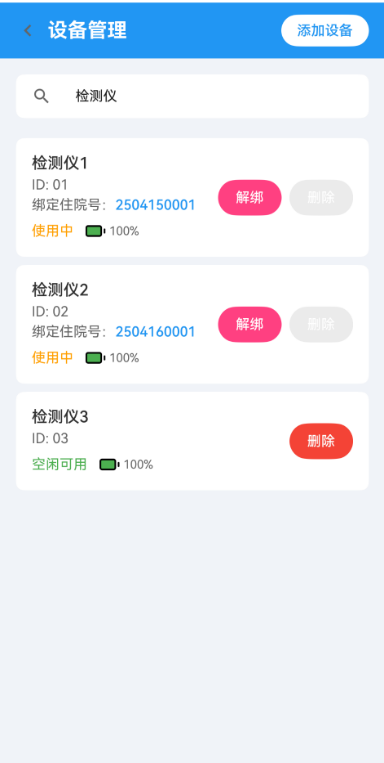 设备管理 添加设备
检测仪
检测仪1
ID: 01
绑定住院号： 2504150001
解绑 删除
使用中 100%
检测仪2
ID: 02
绑定住院号： 2504160001
解绑 删除
使用中 100%
检测仪3
ID: 03
删除
空闲可用 100%